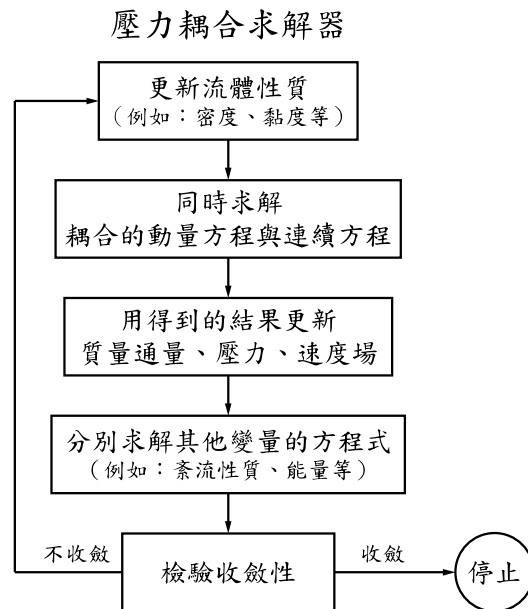 壓力耦合求解器
更新流體性質
(例如：密度、黏度等)
同時求解
耦合的動量方程與連續方程
用得到的結果更新
質量通量、壓力、速度場
分別求解其他變量的方程式
(例如：紊流性質、能量等)
不收斂
檢驗收斂性
收斂
停止